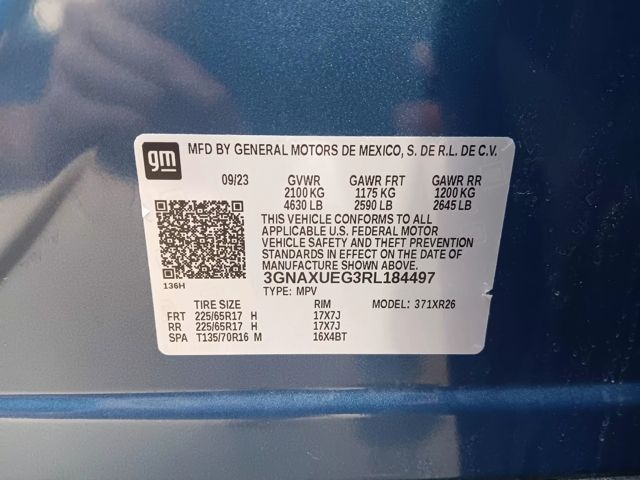 gm
MFD BY GENERAL MOTORS DE MEXICO, S. DE R.L. DE C.V.
09/23 GVWR GAWR FRT GAWR RR
2100 KG 1175 KG 1200 KG
4630 LB 2590 LB 2645 LB
THIS VEHICLE CONFORMS TO ALL
APPLICABLE U.S. FEDERAL MOTOR
VEHICLE SAFETY AND THEFT PREVENTION
STANDARDS IN EFFECT ON THE DATE OF
MANUFACTURE SHOWN ABOVE.
136H
3GNAXUEG3RL184497
TYPE: MPV
TIRE SIZE RIM MODEL: 371XR26
FRT 225/65R17 H 17X7J
RR 225/65R17 H 17X7J
SPA T135/70R16 M 16X4BT